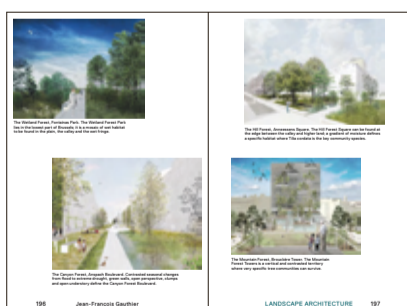 The Wetland Forest, Fontainas Park. The Wetland Forest Park
lies in the lowest part of Brussels. It is a mosaic of wet habitat
to be found in the plain, the valley and the wet fringe.
The Canyon Forest, Anspach Boulevard. Contrasted seasonal changes
from flood to extreme drought, green walls, open perspective, clumps
and open understory define the Canyon Forest Boulevard.
196 Jean-François Gauthier
The Hill Forest, Anneessens Square. The Hill Forest Square can be found at
the edge between the valley and higher land, a gradient of moisture defines
a specific habitat where Tilia cordata is the key community species.
The Mountain Forest, Brouckère Tower. The Mountain
Forest Towers is a vertical and contrasted territory
where very specific tree communities can survive.
LANDSCAPE ARCHITECTURE 197